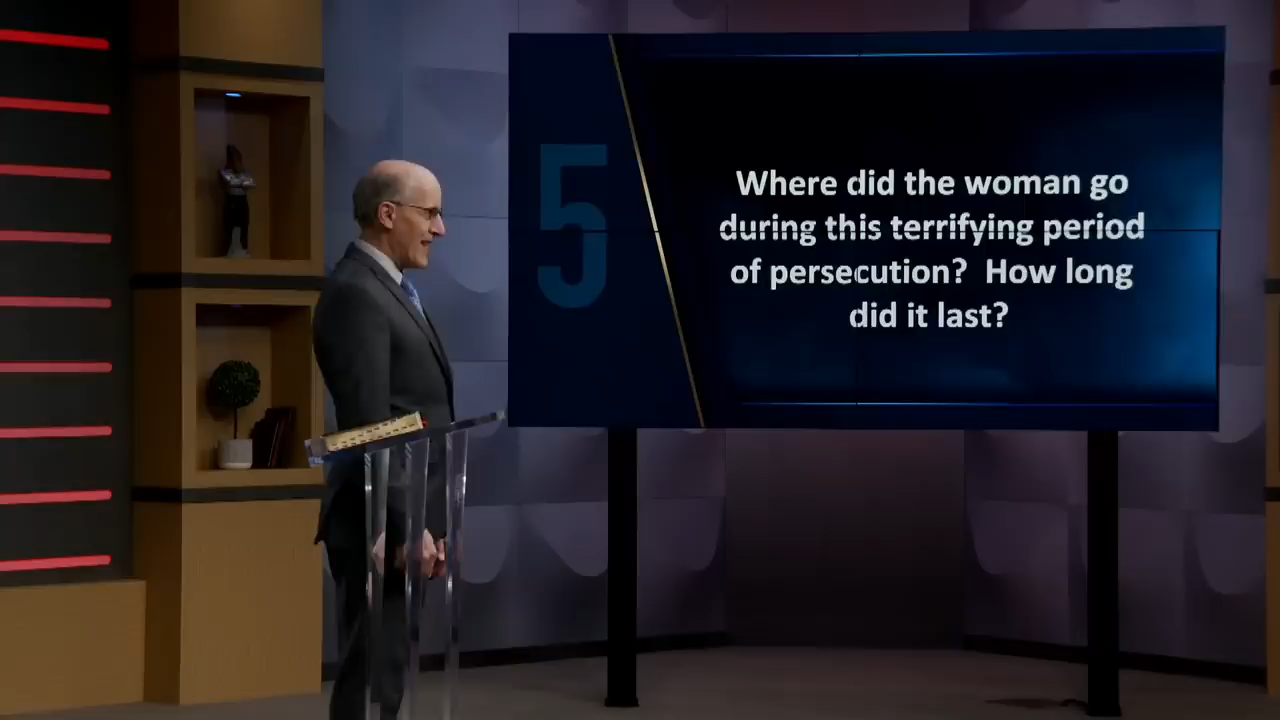 5
Where did the woman go
during this terrifying period
of persecution? How long
did it last?